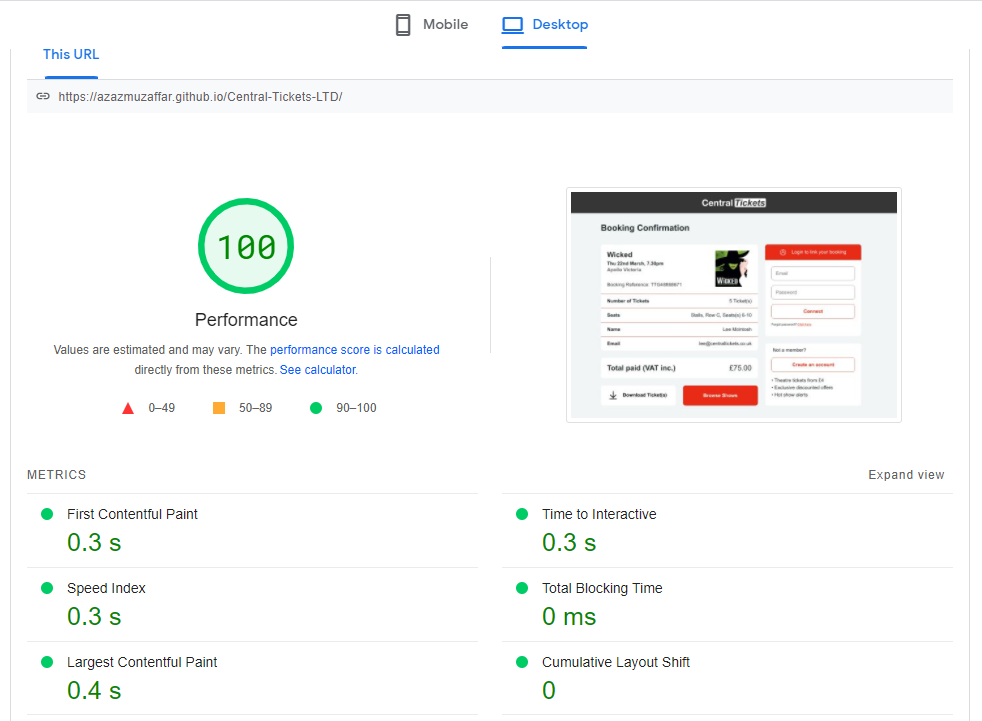 Mobile
Desktop
This URL
https://azazmuzaffar.github.io/Central-Tickets-LTD/
100
Performance
Values are estimated and may vary. The performance score is calculated
directly from these metrics. See calculator.
0–49
50–89
90–100
Central Tickets
Booking Confirmation
Wicked
Thu 22nd March, 7.30pm
Apollo Victoria
Booking Reference:
WICKED
Number of Tickets
5 Ticket(s)
Seats
Stalls, Row C, Seat(s) 6-10
Name
Lee McIntosh
Email
lee@centraltickets.co.uk
Total paid (VAT inc.)
£75.00
Download Ticket(s)
Browse Shows
Login to link your booking
Email
Password
Connect
Not a member?
Create an account
• Theatre tickets from £4
• Exclusive discounted offers
• Hot show alerts
METRICS
Expand view
First Contentful Paint
0.3 s
Time to Interactive
0.3 s
Speed Index
0.3 s
Total Blocking Time
0 ms
Largest Contentful Paint
0.4 s
Cumulative Layout Shift
0